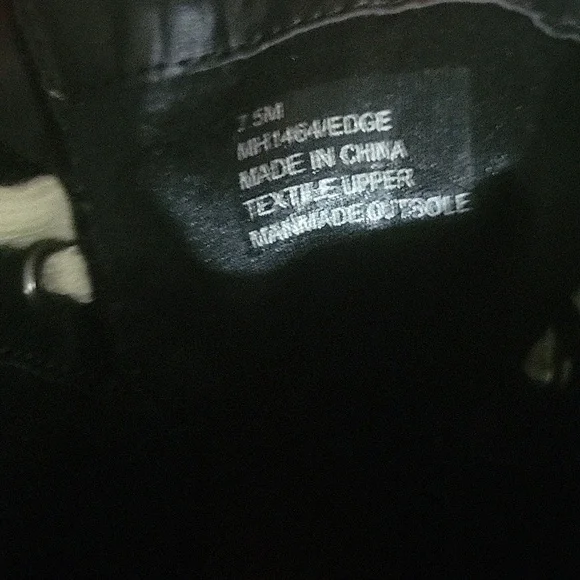 7.5M
MH1464/EDGE
MADE IN CHINA
TEXTILE UPPER
MANMADE OUTSOLE